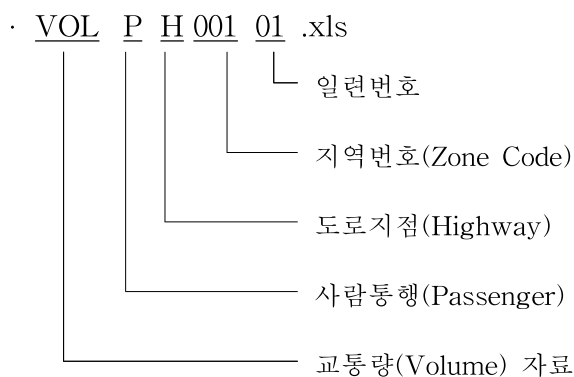 · VOL P H 001 01 .xls
일련번호
지역번호(Zone Code)
도로지점(Highway)
사람통행(Passenger)
교통량(Volume) 자료